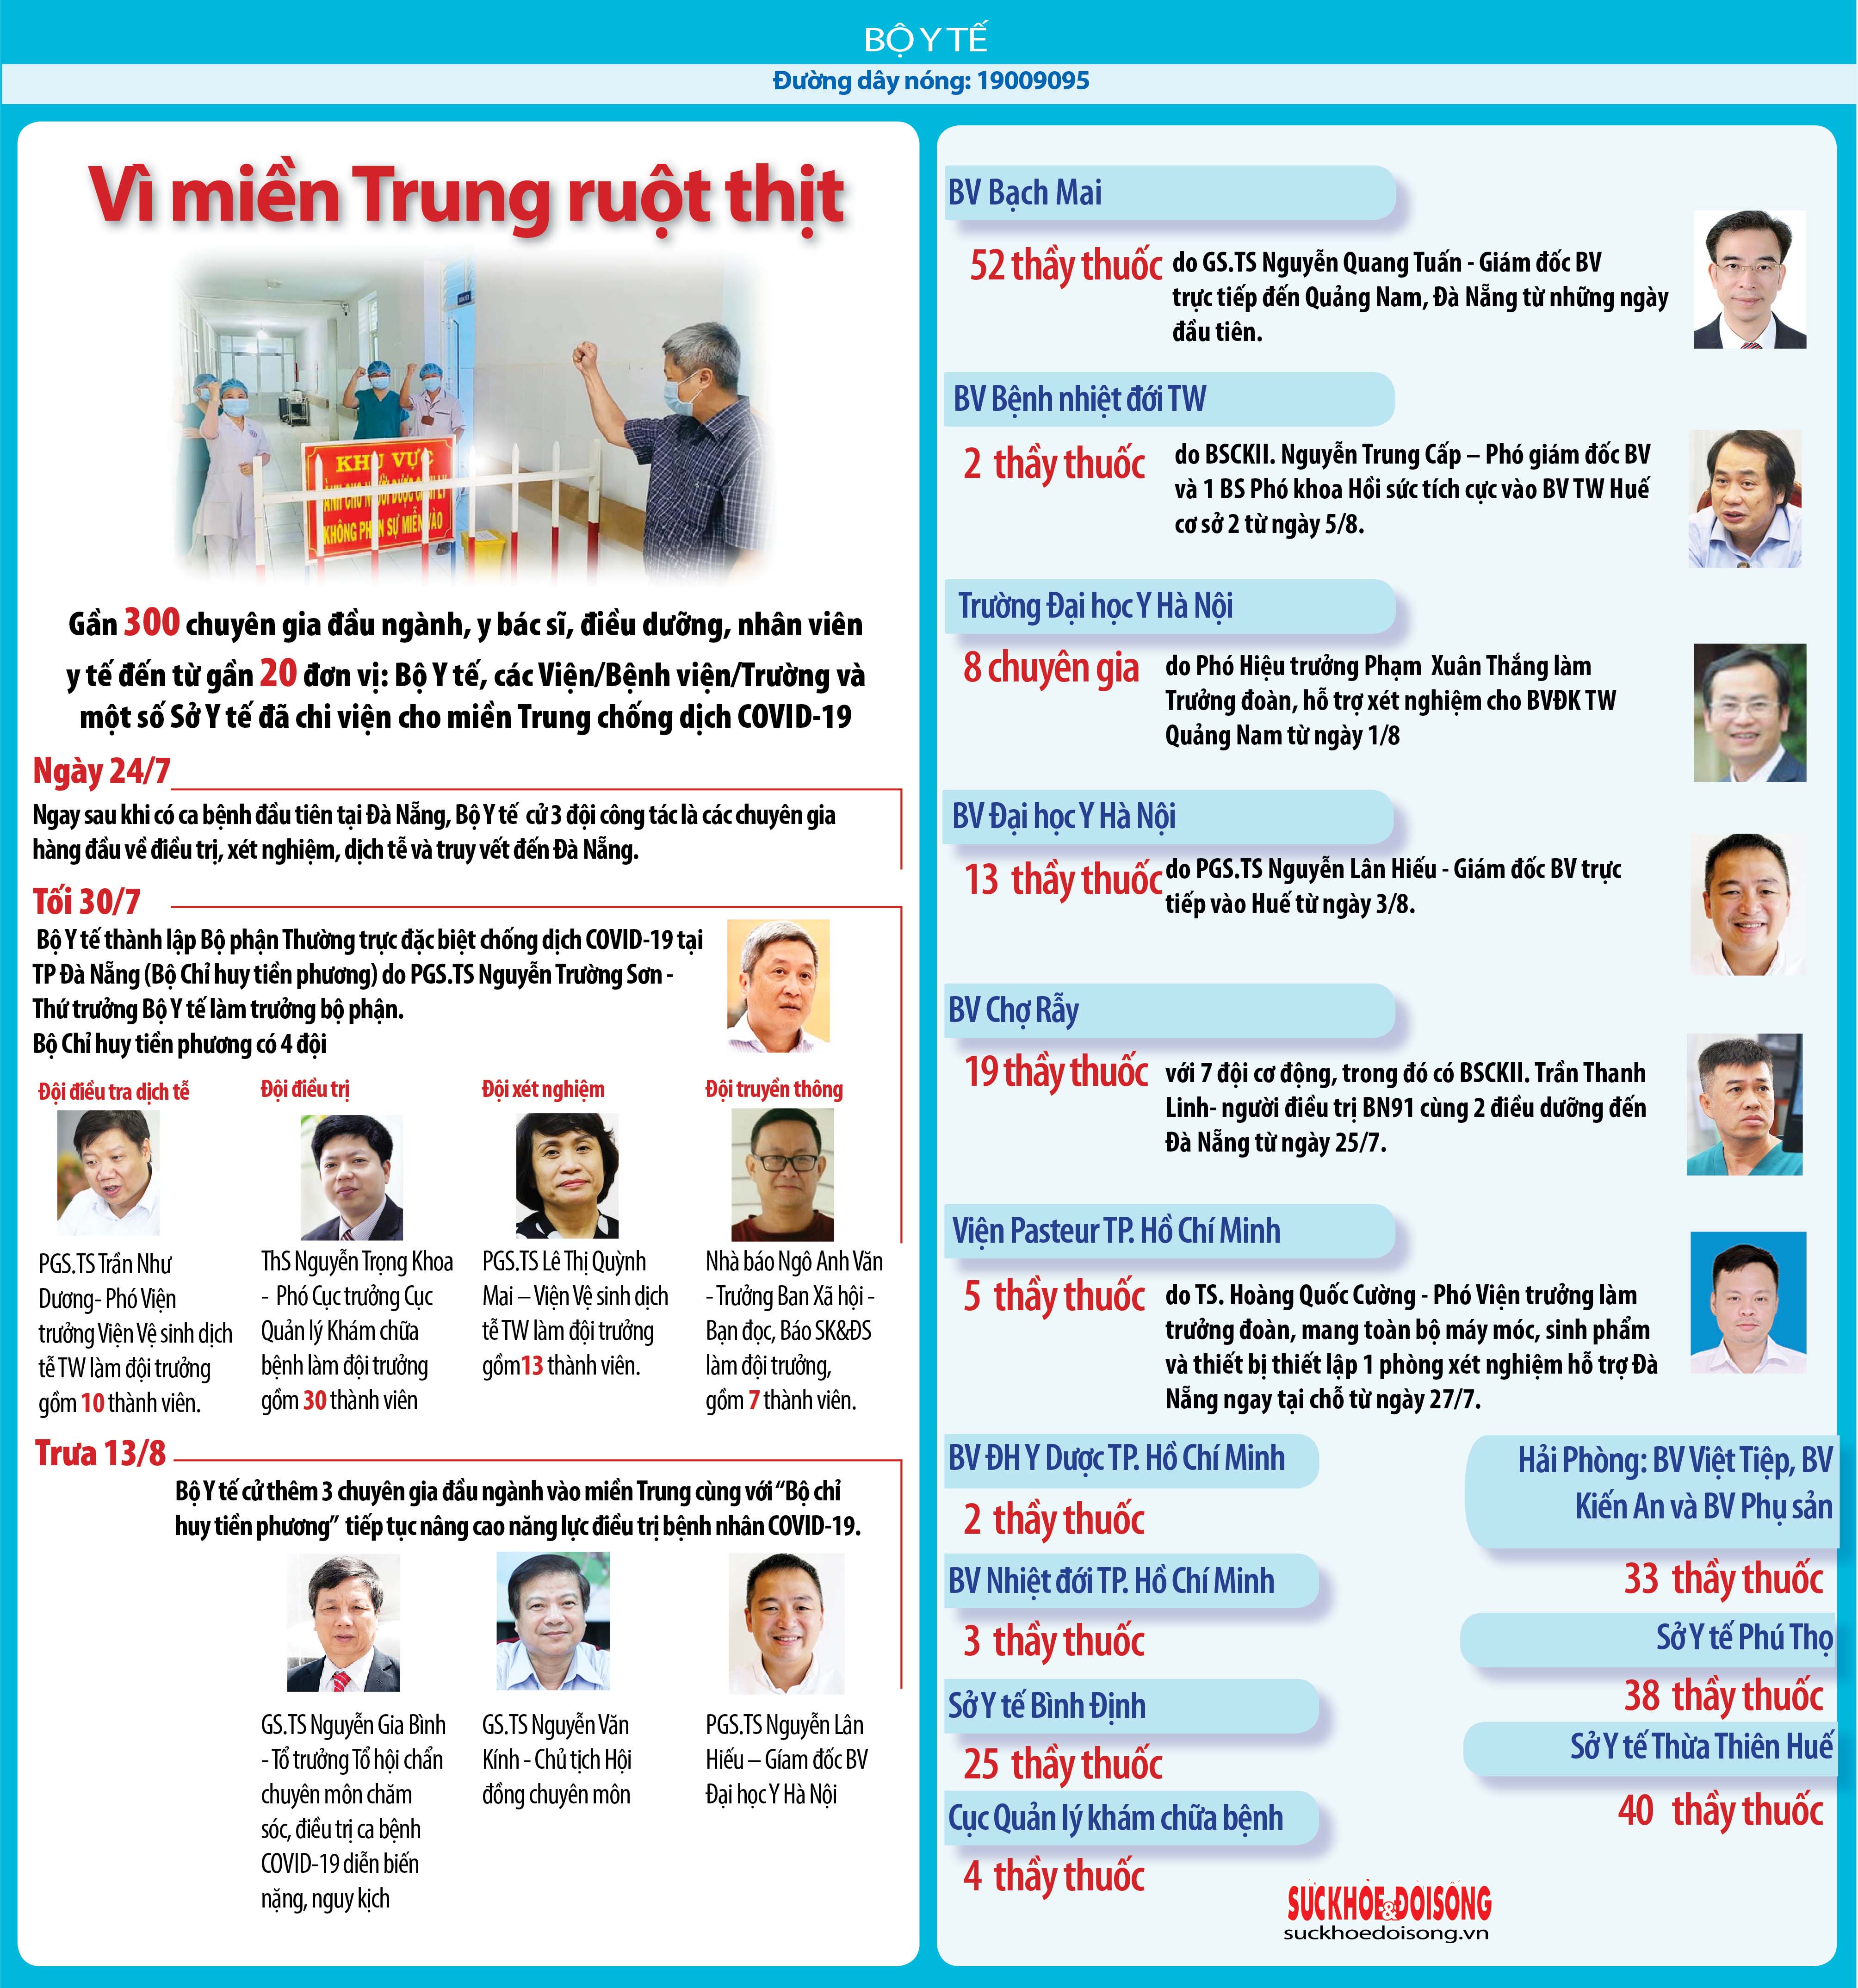 BỘ Y TẾ
Đường dây nóng: 19009095
Vì miền Trung ruột thịt
KHU VỰC
KHÔNG PHẬN SỰ MIỄN VÀO
Gần 300 chuyên gia đầu ngành, y bác sĩ, điều dưỡng, nhân viên
y tế đến từ gần 20 đơn vị: Bộ Y tế, các Viện/Bệnh viện/Trường và
một số Sở Y tế đã chi viện cho miền Trung chống dịch COVID-19
Ngày 24/7
Ngay sau khi có ca bệnh đầu tiên tại Đà Nẵng, Bộ Y tế cử 3 đội công tác là các chuyên gia
hàng đầu về điều trị, xét nghiệm, dịch tễ và truy vết đến Đà Nẵng.
Tối 30/7
Bộ Y tế thành lập Bộ phận Thường trực đặc biệt chống dịch COVID-19 tại
TP Đà Nẵng (Bộ Chỉ huy tiền phương) do PGS.TS Nguyễn Trường Sơn -
Thứ trưởng Bộ Y tế làm trưởng bộ phận.
Bộ Chỉ huy tiền phương có 4 đội
Đội điều tra dịch tễ
PGS.TS Trần Như
Dương- Phó Viện
trưởng Viện Vệ sinh dịch
tễ TW làm đội trưởng
gồm 10 thành viên.
Đội điều trị
ThS Nguyễn Trọng Khoa
- Phó Cục trưởng Cục
Quản lý Khám chữa
bệnh làm đội trưởng
gồm 30 thành viên
Đội xét nghiệm
PGS.TS Lê Thị Quỳnh
Mai – Viện Vệ sinh dịch
tễ TW làm đội trưởng
gồm13 thành viên.
Đội truyền thông
Nhà báo Ngô Anh Văn
- Trưởng Ban Xã hội -
Bạn đọc, Báo SK&ĐS
làm đội trưởng,
gồm 7 thành viên.
Trưa 13/8
Bộ Y tế cử thêm 3 chuyên gia đầu ngành vào miền Trung cùng với “Bộ chỉ
huy tiền phương” tiếp tục nâng cao năng lực điều trị bệnh nhân COVID-19.
GS.TS Nguyễn Gia Bình
- Tổ trưởng Tổ hội chẩn
chuyên môn chăm
sóc, điều trị ca bệnh
COVID-19 diễn biến
nặng, nguy kịch
GS.TS Nguyễn Văn
Kính - Chủ tịch Hội
đồng chuyên môn
PGS.TS Nguyễn Lân
Hiếu – Gíam đốc BV
Đại học Y Hà Nội
BV Bạch Mai
52 thầy thuốc
do GS.TS Nguyễn Quang Tuấn - Giám đốc BV
trực tiếp đến Quảng Nam, Đà Nẵng từ những ngày
đầu tiên.
BV Bệnh nhiệt đới TW
2 thầy thuốc
do BSCKII. Nguyễn Trung Cấp – Phó giám đốc BV
và 1 BS Phó khoa Hồi sức tích cực vào BV TW Huế
cơ sở 2 từ ngày 5/8.
Trường Đại học Y Hà Nội
8 chuyên gia
do Phó Hiệu trưởng Phạm Xuân Thắng làm
Trưởng đoàn, hỗ trợ xét nghiệm cho BVĐK TW
Quảng Nam từ ngày 1/8
BV Đại học Y Hà Nội
13 thầy thuốc
do PGS.TS Nguyễn Lân Hiếu - Giám đốc BV trực
tiếp vào Huế từ ngày 3/8.
BV Chợ Rẫy
19 thầy thuốc
với 7 đội cơ động, trong đó có BSCKII. Trần Thanh
Linh- người điều trị BN91 cùng 2 điều dưỡng đến
Đà Nẵng từ ngày 25/7.
Viện Pasteur TP. Hồ Chí Minh
5 thầy thuốc
do TS. Hoàng Quốc Cường - Phó Viện trưởng làm
trưởng đoàn, mang toàn bộ máy móc, sinh phẩm
và thiết bị thiết lập 1 phòng xét nghiệm hỗ trợ Đà
Nẵng ngay tại chỗ từ ngày 27/7.
BV ĐH Y Dược TP. Hồ Chí Minh
2 thầy thuốc
BV Nhiệt đới TP. Hồ Chí Minh
3 thầy thuốc
Sở Y tế Bình Định
25 thầy thuốc
Cục Quản lý khám chữa bệnh
4 thầy thuốc
Hải Phòng: BV Việt Tiệp, BV
Kiến An và BV Phụ sản
33 thầy thuốc
Sở Y tế Phú Thọ
38 thầy thuốc
Sở Y tế Thừa Thiên Huế
40 thầy thuốc
SỨC KHỎE & ĐỜI SỐNG
suckhoedoisong.vn